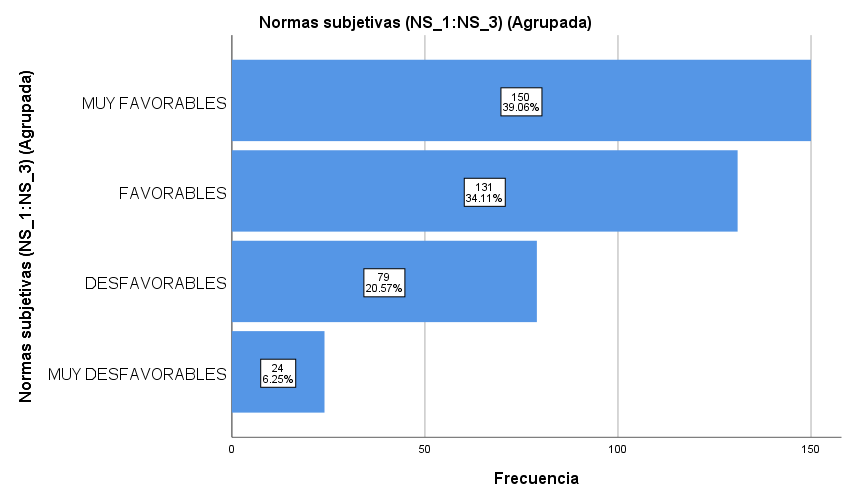 Normas subjetivas (NS_1:NS_3) (Agrupada)
Normas subjetivas (NS_1:NS_3) (Agrupada)
MUY FAVORABLES
150
39.06%
FAVORABLES
131
34.11%
DESFAVORABLES
79
20.57%
MUY DESFAVORABLES
24
6.25%
0
50
100
150
Frecuencia